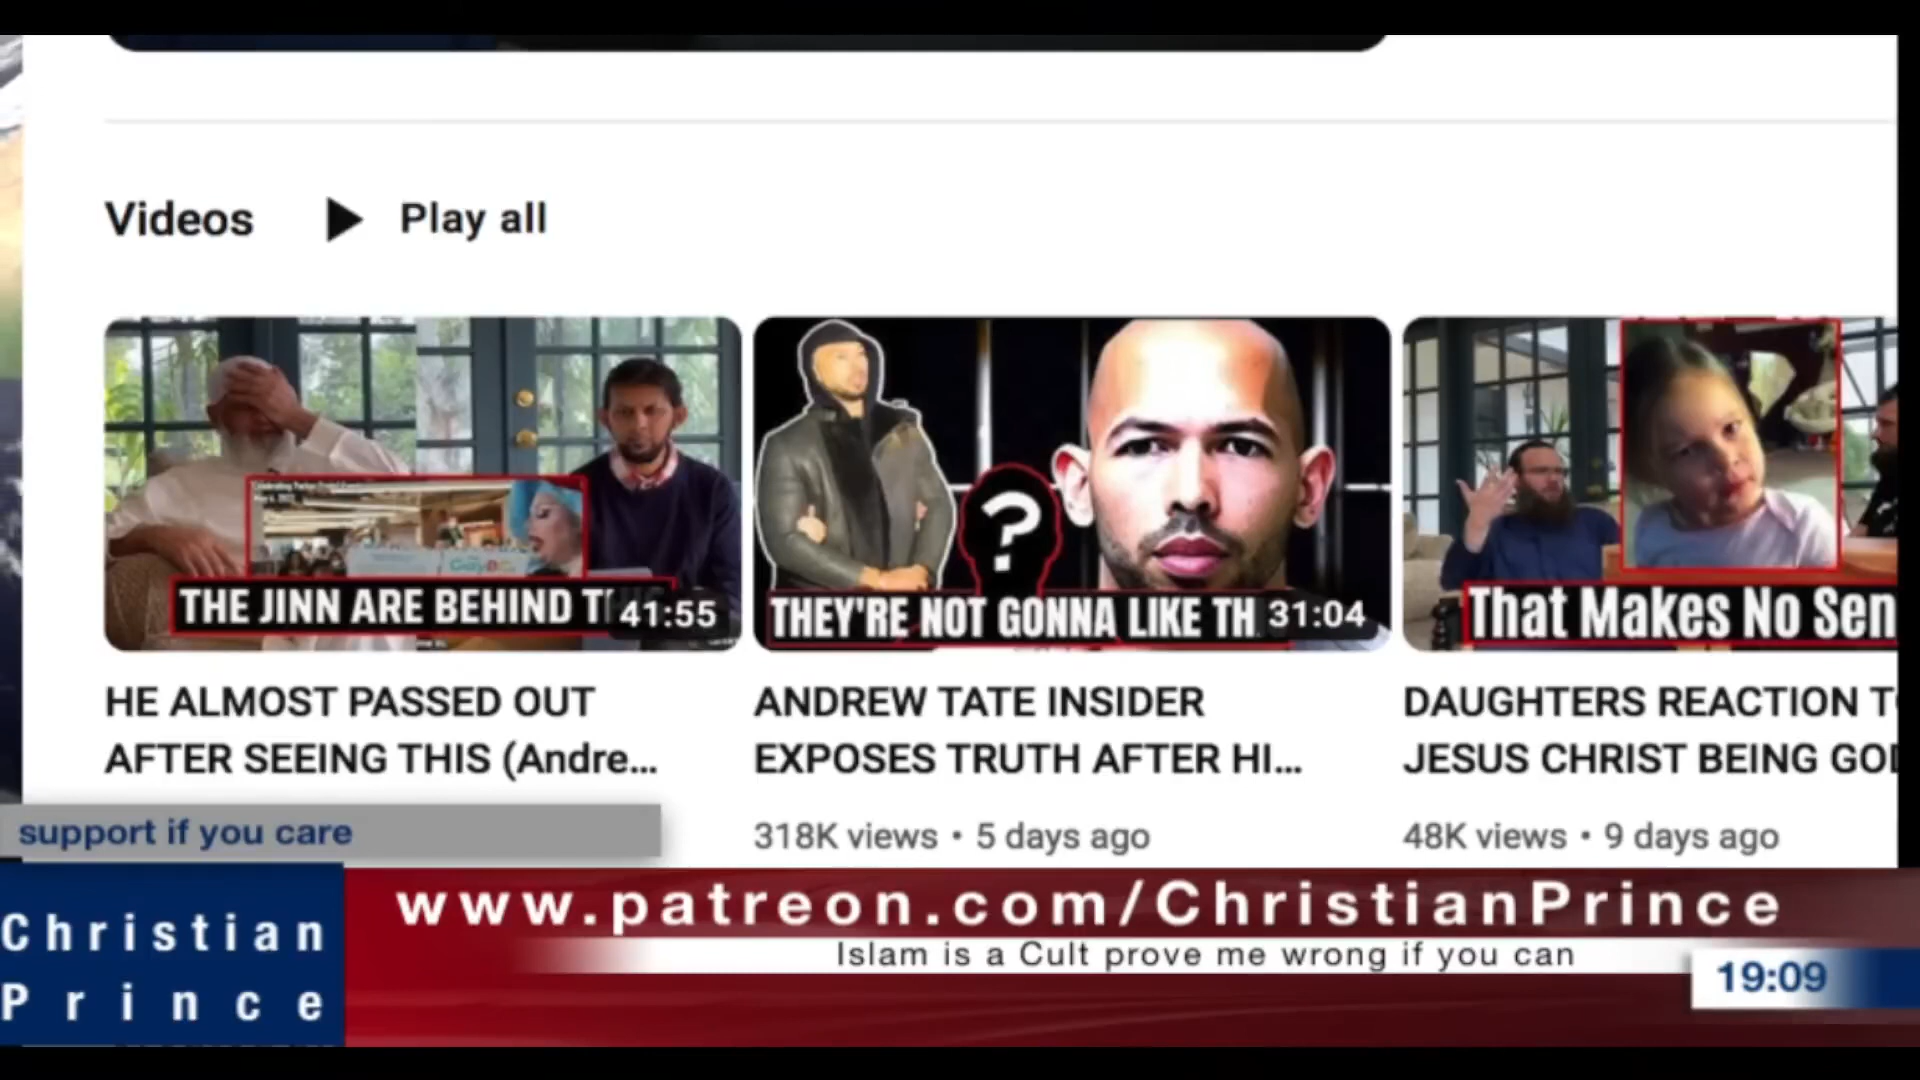 Videos
Play all
THE JINN ARE BEHIND
41:55
THEY'RE NOT GONNA LIKE TH
31:04
That Makes No Sen
HE ALMOST PASSED OUT
AFTER SEEING THIS (Andre...
ANDREW TATE INSIDER
EXPOSES TRUTH AFTER HI...
318K views • 5 days ago
DAUGHTERS REACTION T
JESUS CHRIST BEING GO
48K views • 9 days ago
support if you care
Christian
Prince
www.patreon.com/ChristianPrince
Islam is a Cult prove me wrong if you can
19:09